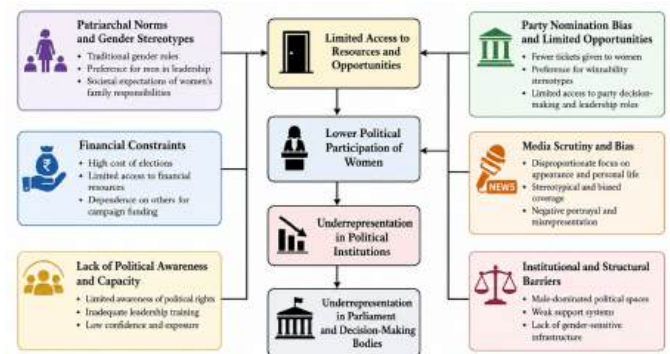 Patriarchal Norms
and Gender Stereotypes
• Traditional gender roles
• Preference for men in leadership
• Societal expectations of women's
family responsibilities
Financial Constraints
• High cost of elections
• Limited access to financial
resources
• Dependence on others for
campaign funding
Lack of Political Awareness
and Capacity
• Limited awareness of political rights
• Inadequate leadership training
• Low confidence and exposure
Limited Access to
Resources and
Opportunities
Lower Political
Participation of
Women
Underrepresentation
in Political
Institutions
Underrepresentation
in Parliament
and Decision-Making
Bodies
Party Nomination Bias
and Limited Opportunities
• Fewer tickets given to women
• Preference for winnability
stereotypes
• Limited access to party decision-
making and leadership roles
Media Scrutiny and Bias
• Disproportionate focus on
appearance and personal life
• Stereotypical and biased
coverage
• Negative portrayal and
misrepresentation
NEWS
Institutional and Structural
Barriers
• Male-dominated political spaces
• Weak support systems
• Lack of gender-sensitive
infrastructure
₹